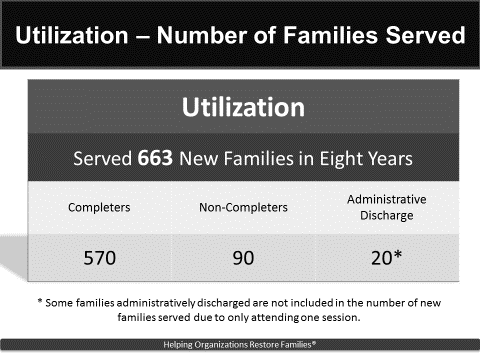 Utilization – Number of Families Served
Utilization
Served 663 New Families in Eight Years
Completers
Non-Completers
Administrative
Discharge
570
90
20*
* Some families administratively discharged are not included in the number of new
families served due to only attending one session.
Helping Organizations Restore Families®